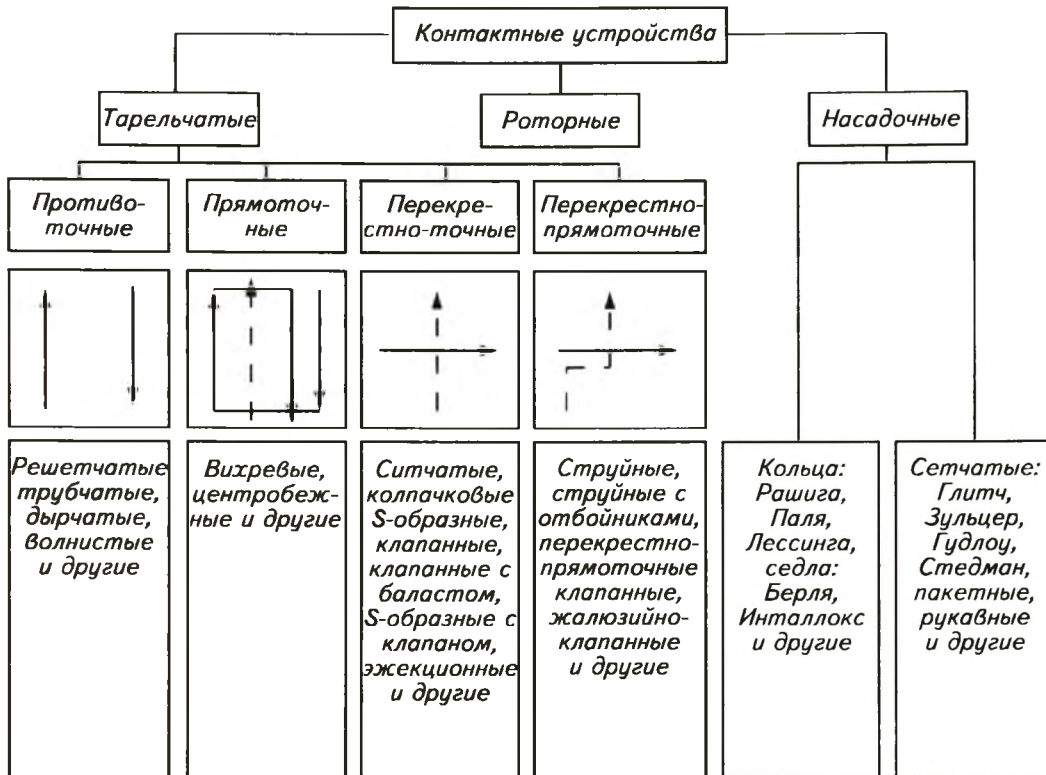 Контактные устройства
Тарельчатые
Роторные
Насадочные
Противо-
точные
Прямоточ-
ные
Перекре-
стно-точные
Перекрестно-
прямоточные
Решетчатые
трубчатые,
дырчатые,
волнистые
и другие
Вихревые,
центробеж-
ные и другие
Ситчатые,
колпачковые
S-образные,
клапанные,
клапанные с
баластом,
S-образные с
клапаном,
эжекционные
и другие
Струйные,
струйные с
отбойниками,
перекрестно-
прямоточные
клапанные,
жалюзийно-
клапанные
и другие
Кольца:
Рашига,
Паля,
Лессинга,
седла:
Берля,
Инталлокс
и другие
Сетчатые:
Глитч,
Зульцер,
Гудлоу,
Стедман,
пакетные,
рукавные
и другие